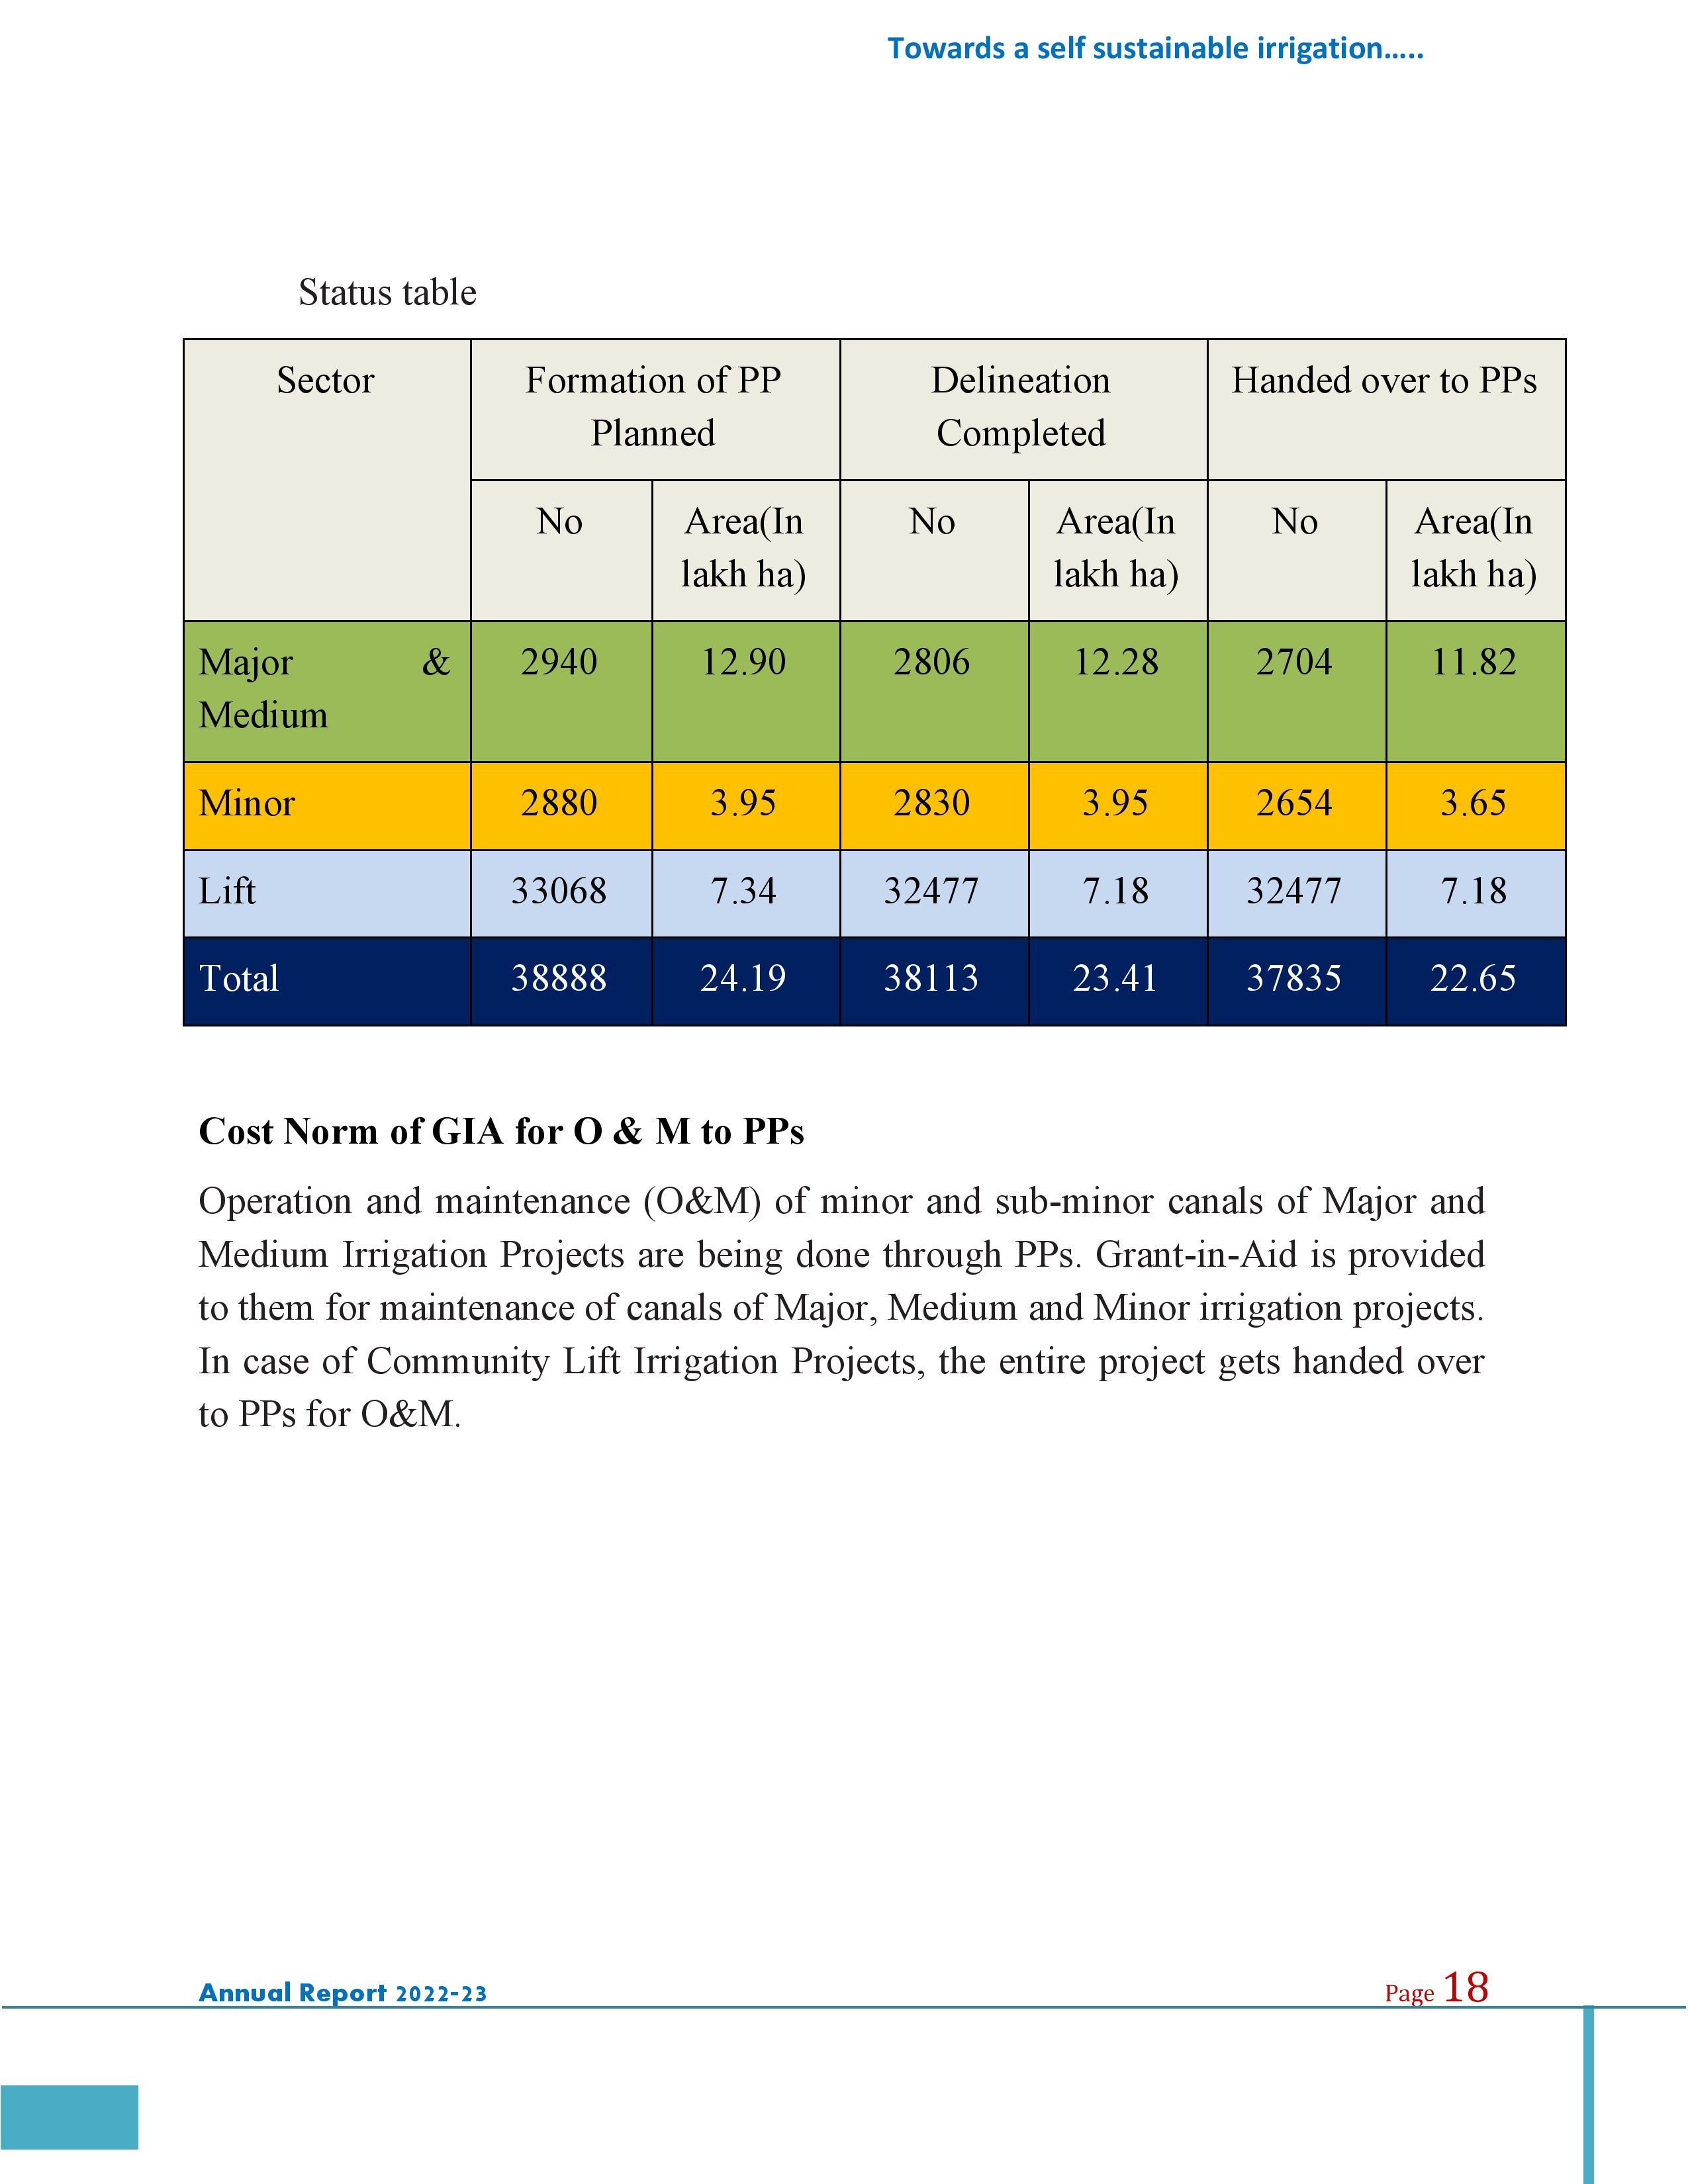 Towards a self sustainable irrigation…..
Status table
Sector Formation of PP Planned Delineation Completed Handed over to PPs
No Area(In lakh ha) No Area(In lakh ha) No Area(In lakh ha)
Major & Medium 2940 12.90 2806 12.28 2704 11.82
Minor 2880 3.95 2830 3.95 2654 3.65
Lift 33068 7.34 32477 7.18 32477 7.18
Total 38888 24.19 38113 23.41 37835 22.65
Cost Norm of GIA for O & M to PPs
Operation and maintenance (O&M) of minor and sub-minor canals of Major and
Medium Irrigation Projects are being done through PPs. Grant-in-Aid is provided
to them for maintenance of canals of Major, Medium and Minor irrigation projects.
In case of Community Lift Irrigation Projects, the entire project gets handed over
to PPs for O&M.
Annual Report 2022-23 Page 18